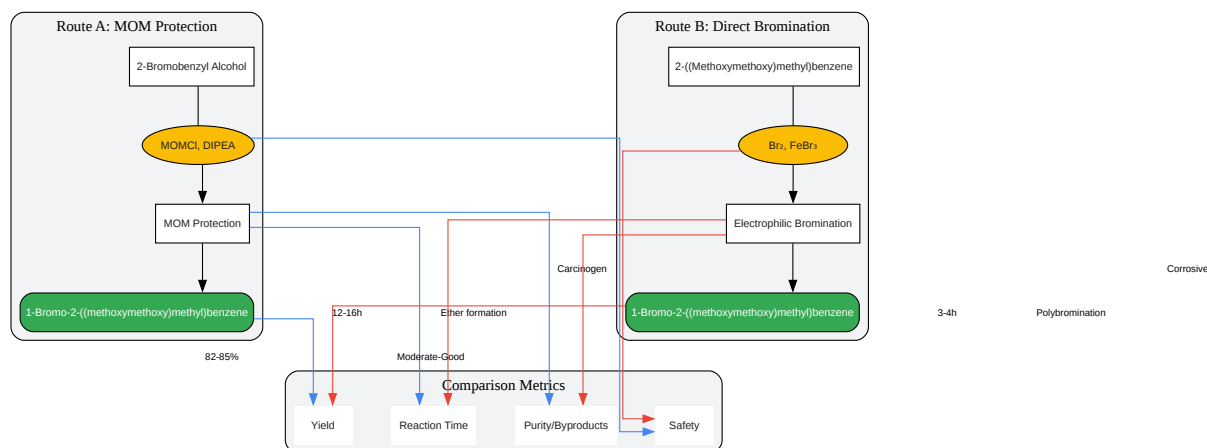 Route A: MOM Protection
Route B: Direct Bromination
2-Bromobenzyl Alcohol
2-((Methoxymethoxy)methyl)benzene
MOMCl, DIPEA
Br₂, FeBr₃
MOM Protection
Electrophilic Bromination
Carcinogen
Corrosive
1-Bromo-2-((methoxymethoxy)methyl)benzene
12-16h
Ether formation
1-Bromo-2-((methoxymethoxy)methyl)benzene
3-4h
Polybromination
82-85%
Moderate-Good
Comparison Metrics
Yield
Reaction Time
Purity/Byproducts
Safety